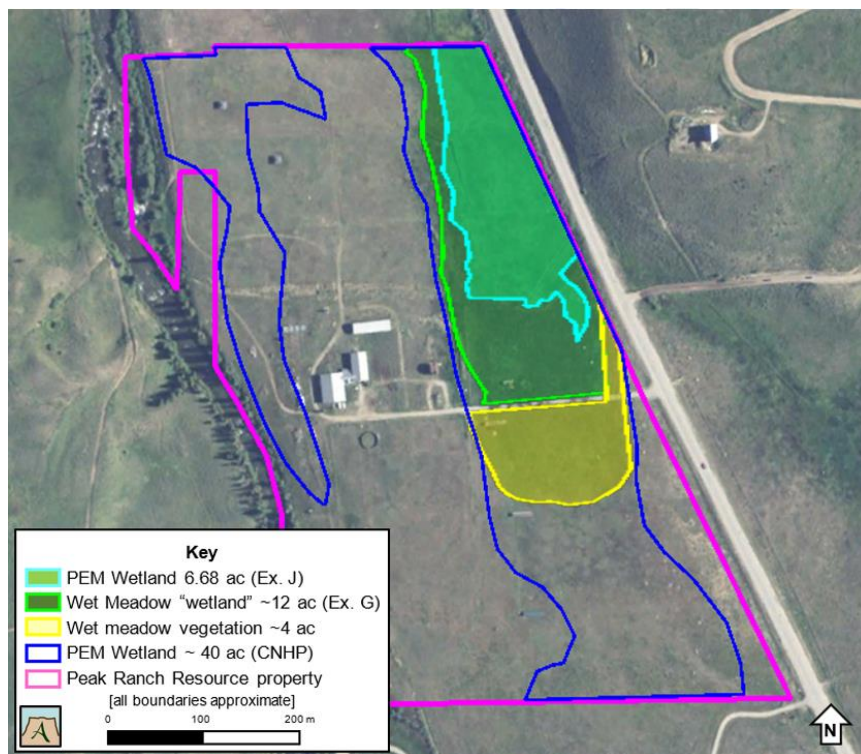 Key
PEM Wetland 6.68 ac (Ex. J)
Wet Meadow “wetland” ~12 ac (Ex. G)
Wet meadow vegetation ~4 ac
PEM Wetland ~ 40 ac (CNHP)
Peak Ranch Resource property
[all boundaries approximate]
0 100 200 m
A
N